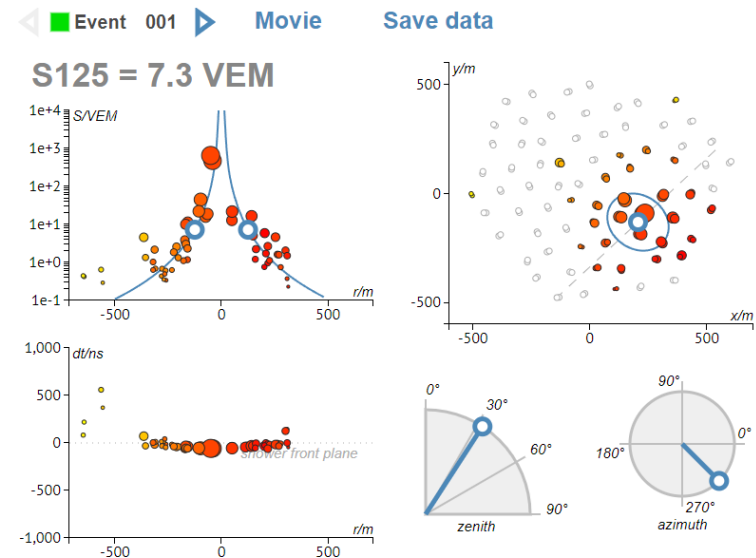 Event 001 Movie Save data
S125 = 7.3 VEM
S/VEM
1e+4
1e+3
1e+2
1e+1
1e+0
1e-1
-500 0 500
r/m
y/m
500
0
-500
-500 0 500
x/m
dt/ns
1,000
500
0
-500
-1,000
shower front plane
-500 0 500
r/m
0°
30°
60°
90°
zenith
90°
0°
180°
270°
azimuth